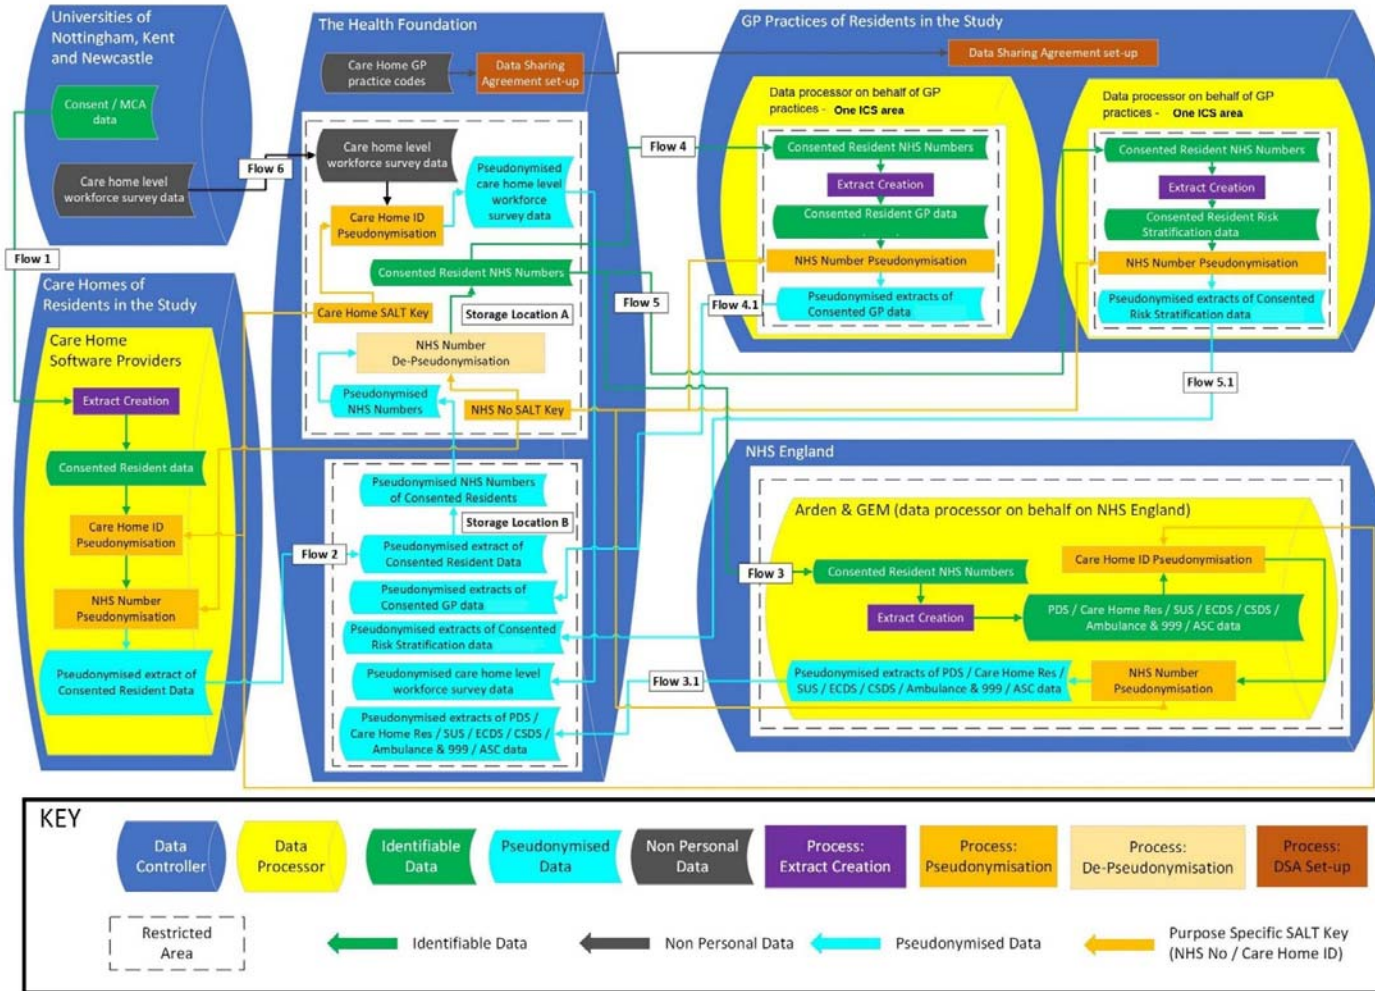 Universities of
Nottingham, Kent
and Newcastle
Consent / MCA
data
Care home level
workforce survey data
Flow 1
Flow 6
Care Homes of
Residents in the Study
Care Home
Software Providers
Extract Creation
Consented Resident data
Care Home ID
Pseudonymisation
NHS Number
Pseudonymisation
Pseudonymised extract of
Consented Resident Data
Flow 2
The Health Foundation
Care Home GP
practice codes
Data Sharing
Agreement set-up
Care home level
workforce survey data
Pseudonymised
care home level
workforce survey data
Care Home ID
Pseudonymisation
Consented Resident NHS Numbers
Care Home SALT Key
Storage Location A
NHS Number
De-Pseudonymisation
Pseudonymised
NHS Numbers
NHS No SALT Key
Pseudonymised NHS Numbers
of Consented Residents
Storage Location B
Pseudonymised extract of
Consented Resident Data
Pseudonymised extracts of
Consented GP data
Pseudonymised extracts of Consented
Risk Stratification data
Pseudonymised care home level
workforce survey data
Pseudonymised extracts of PDS /
Care Home Res / SUS / ECDS / CSDS /
Ambulance & 999 / ASC data
Flow 4
Flow 5
Flow 4.1
Flow 3
Flow 3.1
GP Practices of Residents in the Study
Data Sharing Agreement set-up
Data processor on behalf of GP
practices - One ICS area
Consented Resident NHS Numbers
Extract Creation
Consented Resident GP data
NHS Number Pseudonymisation
Pseudonymised extracts of
Consented GP data
Data processor on behalf of GP
practices - One ICS area
Consented Resident NHS Numbers
Extract Creation
Consented Resident Risk
Stratification data
NHS Number Pseudonymisation
Pseudonymised extracts of Consented
Risk Stratification data
Flow 5.1
NHS England
Arden & GEM (data processor on behalf on NHS England)
Consented Resident NHS Numbers
Extract Creation
Care Home ID Pseudonymisation
PDS / Care Home Res / SUS / ECDS / CSDS /
Ambulance & 999 / ASC data
Pseudonymised extracts of PDS / Care Home Res /
SUS / ECDS / CSDS / Ambulance & 999 / ASC data
NHS Number
Pseudonymisation
KEY
Data
Controller
Data
Processor
Identifiable
Data
Pseudonymised
Data
Non Personal
Data
Process:
Extract Creation
Process:
Pseudonymisation
Process:
De-Pseudonymisation
Process:
DSA Set-up
Restricted
Area
Identifiable Data
Non Personal Data
Pseudonymised Data
Purpose Specific SALT Key
(NHS No / Care Home ID)